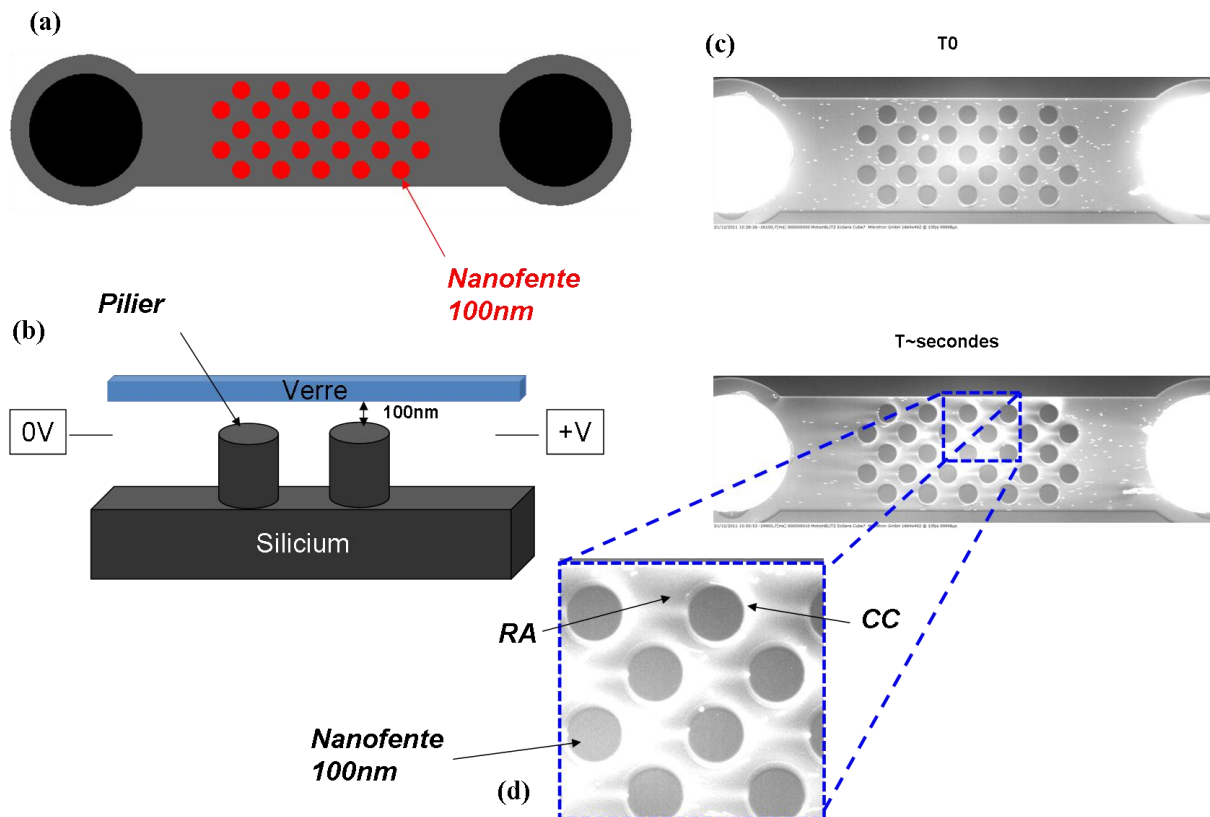 (a)
(c)
T0
Nanofente
100nm
Pilier
(b)
Verre
100nm
0V
+V
Silicium
T~secondes
RA
CC
Nanofente
100nm
(d)